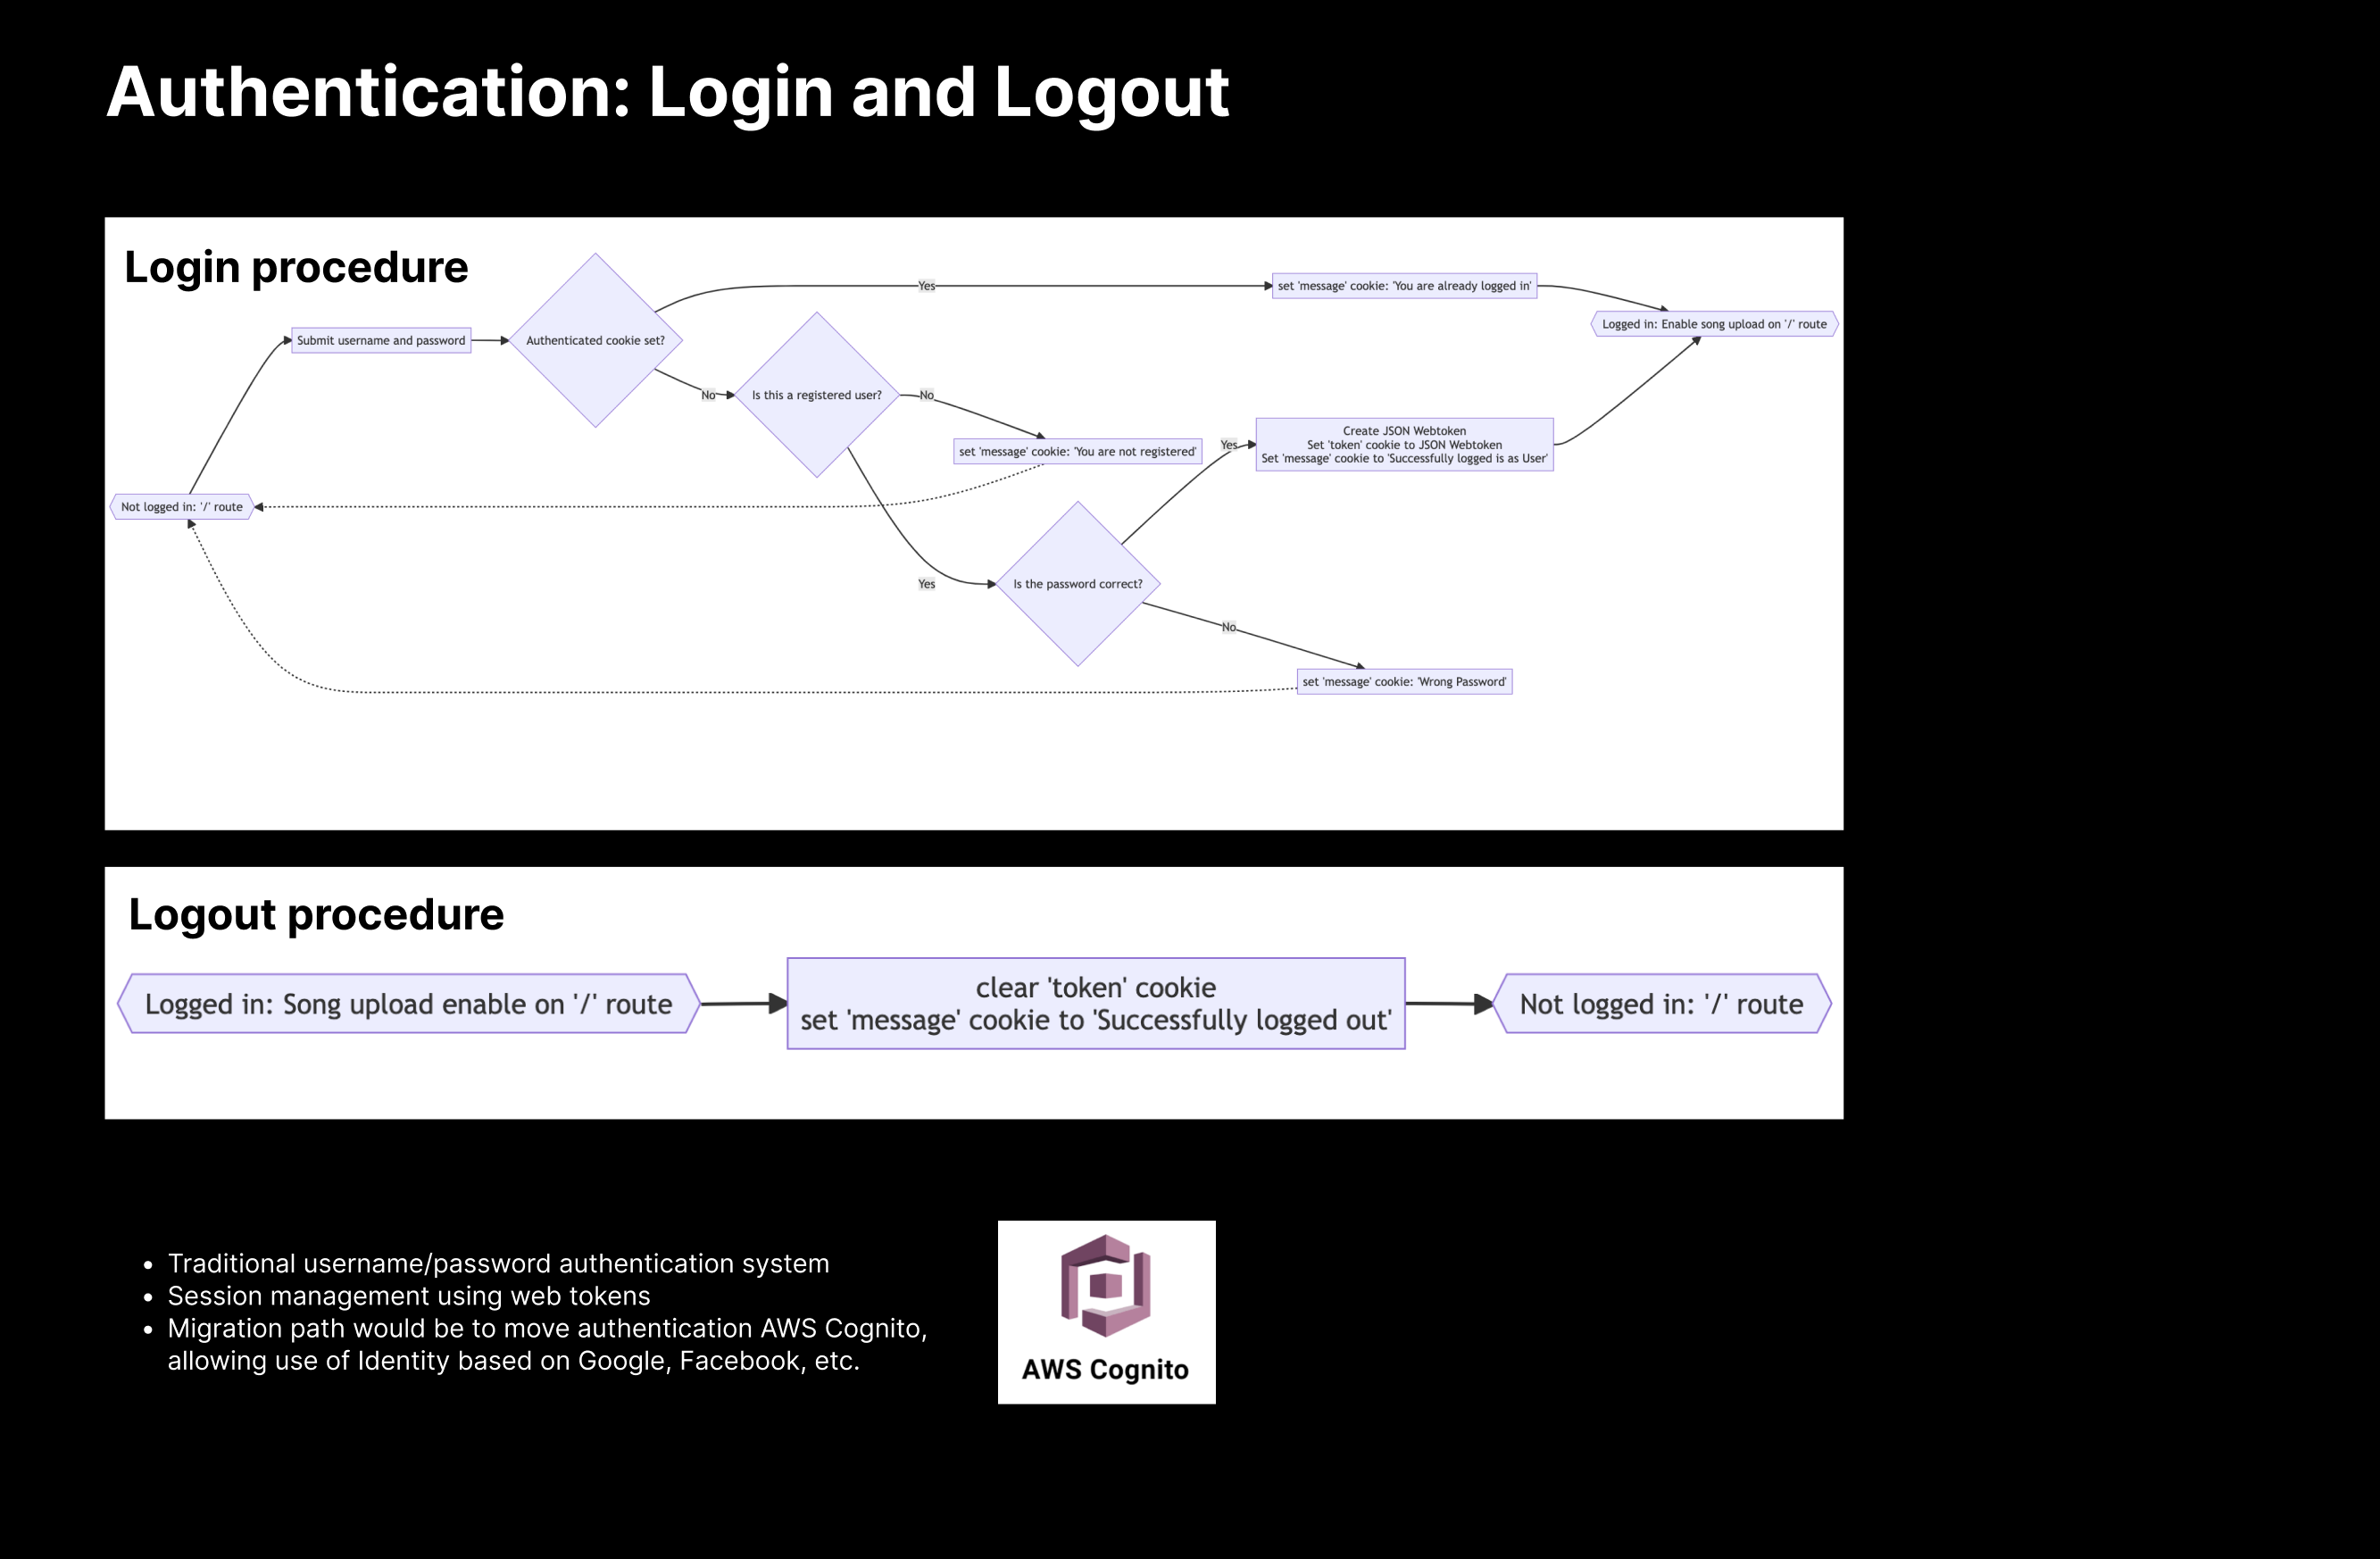 Authentication: Login and Logout
Login procedure
Yes
set 'message' cookie: 'You are already logged in'
Logged in: Enable song upload on '/' route
Submit username and password
Authenticated cookie set?
No
Is this a registered user?
No
set 'message' cookie: 'You are not registered'
Yes
Create JSON Webtoken
Set 'token' cookie to JSON Webtoken
Set 'message' cookie to 'Successfully logged is as User'
Not logged in: '/' route
Yes
Is the password correct?
No
set 'message' cookie: 'Wrong Password'
Logout procedure
Logged in: Song upload enable on '/' route
clear 'token' cookie
set 'message' cookie to 'Successfully logged out'
Not logged in: '/' route
• Traditional username/password authentication system
• Session management using web tokens
• Migration path would be to move authentication AWS Cognito,
allowing use of Identity based on Google, Facebook, etc.
AWS Cognito